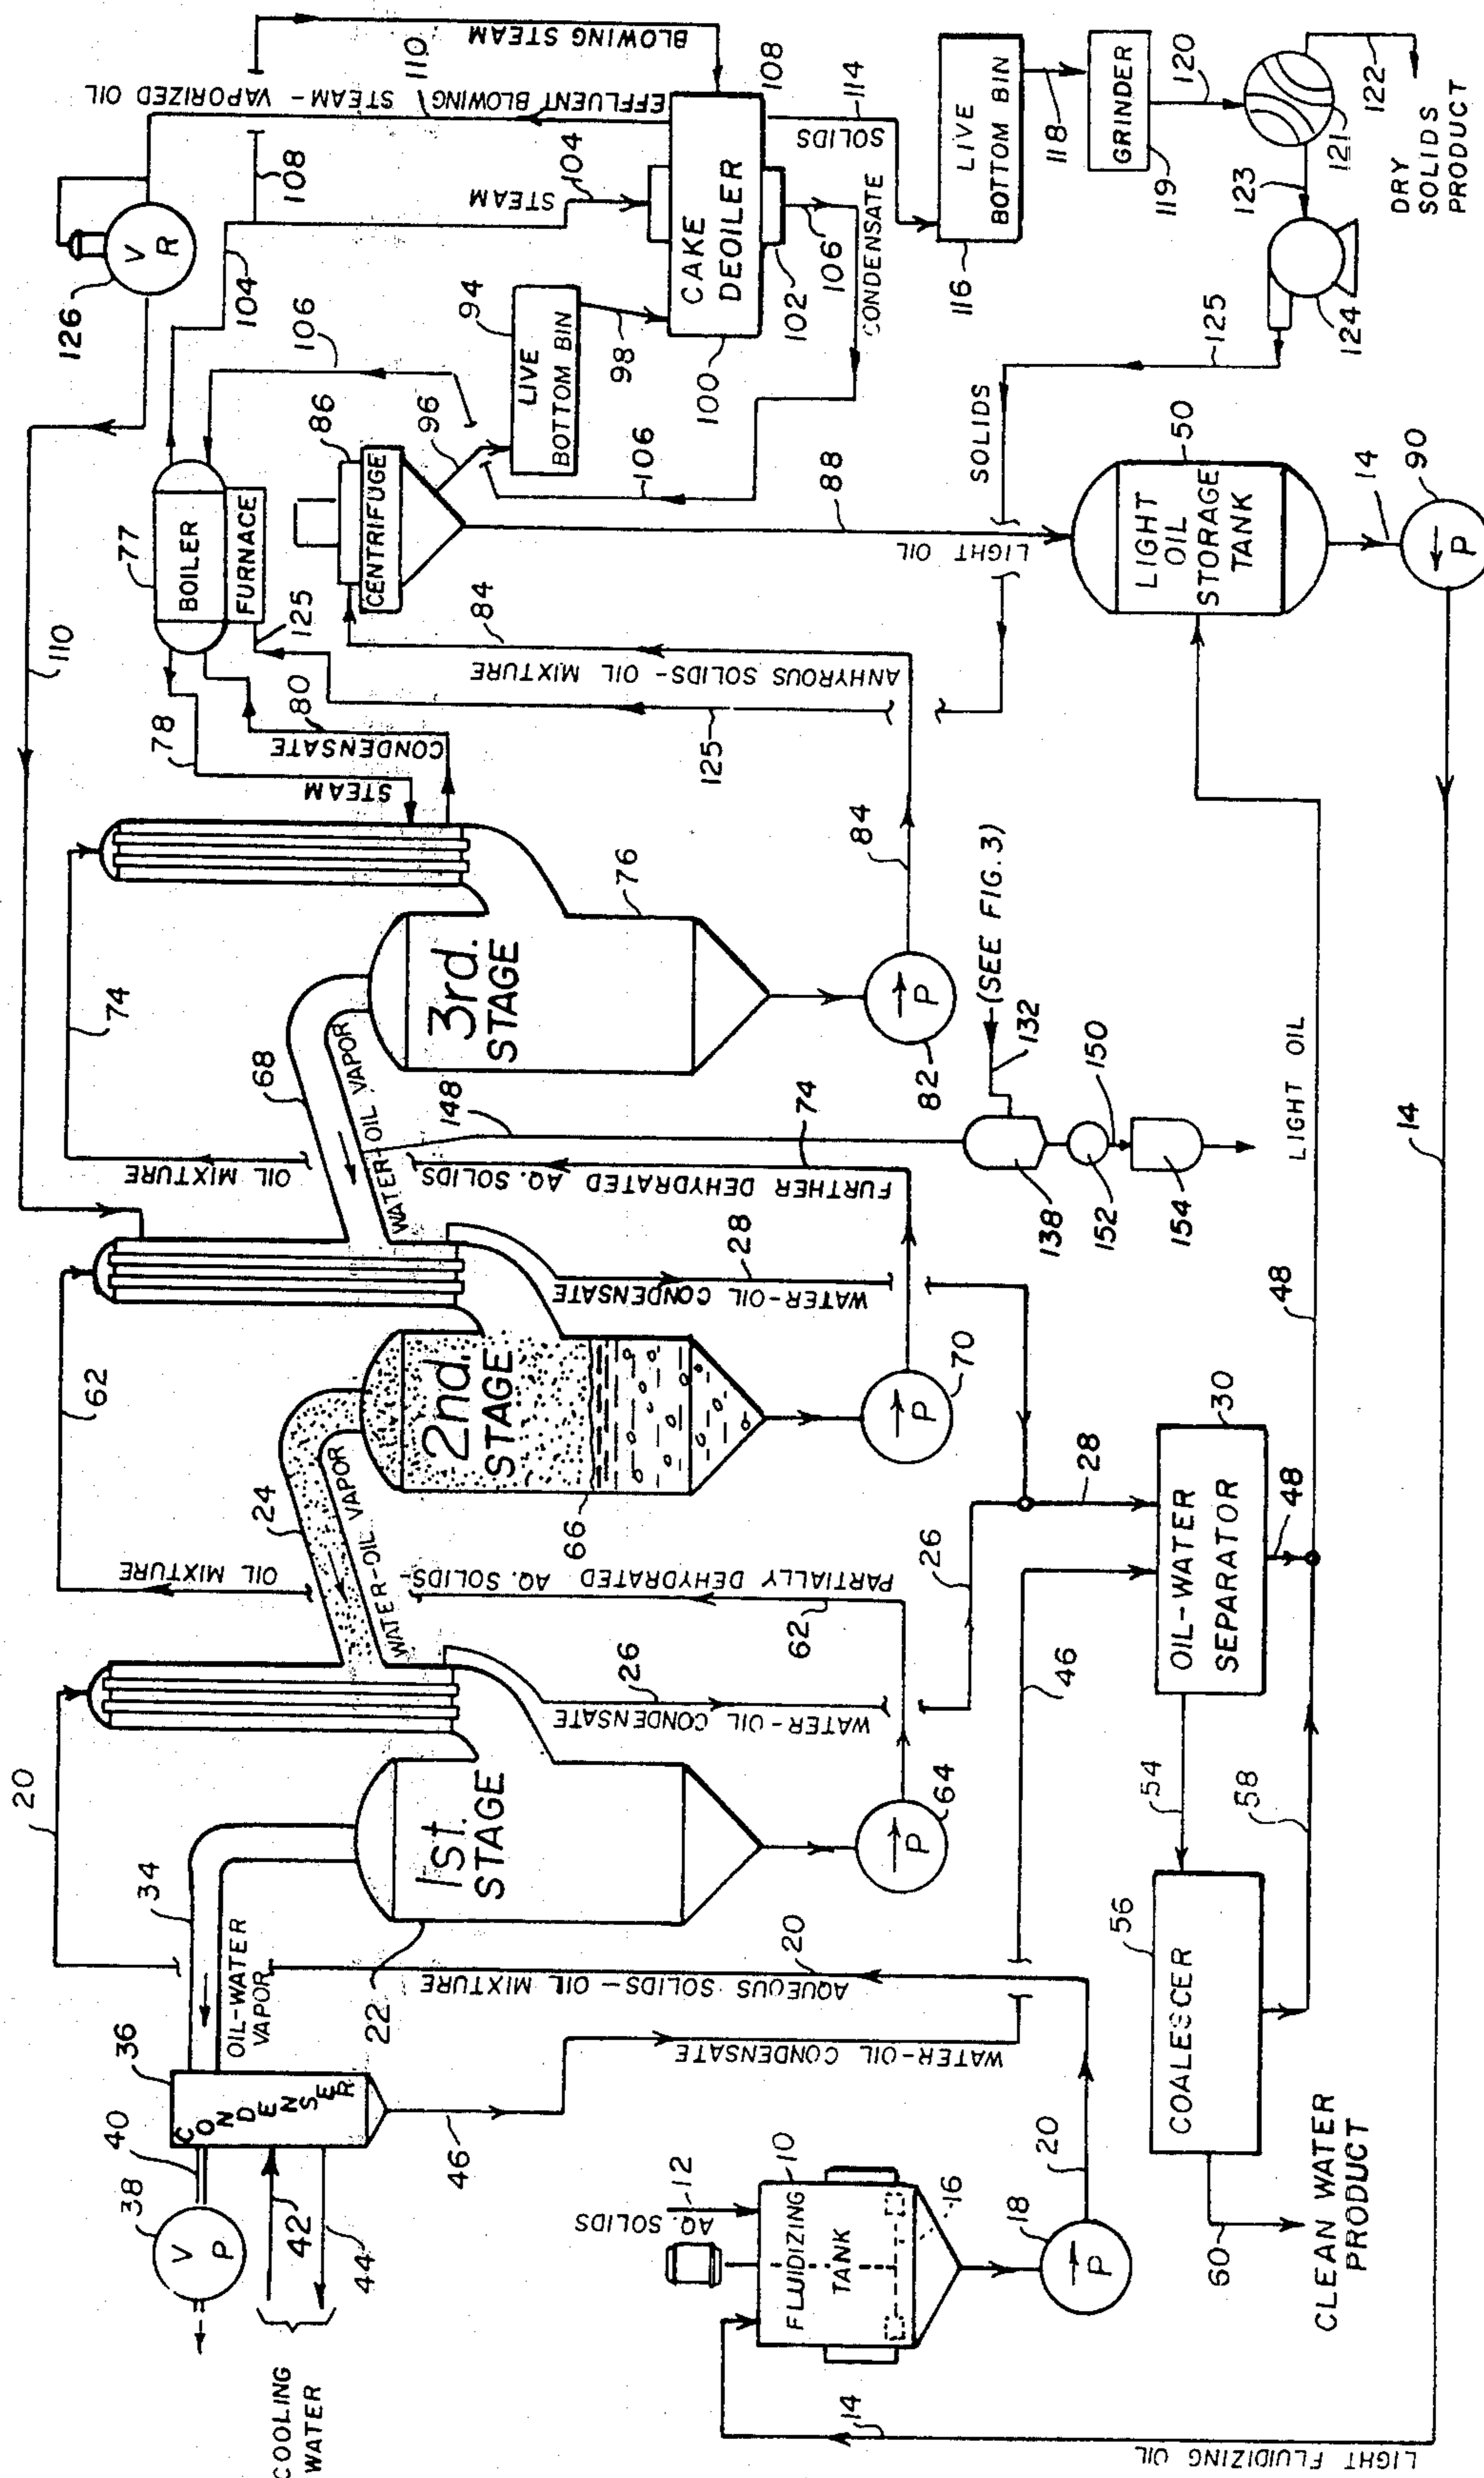 COOLING
WATER
38
V
P
40
42
44
36
CONDENSER
46
34
OIL-WATER
VAPOR
20
22
1st.
STAGE
AQUEOUS SOLIDS - OIL MIXTURE
20
WATER-OIL CONDENSATE
AQ. SOLIDS
12
10
FLUIDIZING
TANK
16
18
P
20
14
LIGHT FLUIDIZING OIL
24
WATER-OIL VAPOR
OIL MIXTURE
62
26
WATER-OIL CONDENSATE
PARTIALLY DEHYDRATED AQ. SOLIDS-
62
64
P
2nd.
STAGE
66
70
P
26
28
46
OIL-WATER
SEPARATOR
30
48
48
54
COALESCER
56
58
60
CLEAN WATER
PRODUCT
68
WATER-OIL VAPOR
OIL MIXTURE
74
28
WATER-OIL CONDENSATE
FURTHER DEHYDRATED AQ. SOLIDS
74
148
3rd.
STAGE
76
82
P
84
(SEE FIG. 3)
132
138
150
152
154
LIGHT OIL
14
110
78
STEAM
80
CONDENSATE
77
BOILER
FURNACE
125
125
84
ANHYROUS SOLIDS-OIL MIXTURE
CENTRIFUGE
86
96
LIVE
BOTTOM BIN
94
98
106
106
88
LIGHT OIL
LIGHT
OIL
STORAGE
TANK
50
14
90
P
126
V
R
104
108
STEAM
104
110
EFFLUENT BLOWING STEAM - VAPORIZED OIL
BLOWING STEAM
CAKE
DEOILER
100
102
106
108
CONDENSATE
SOLIDS
114
116
LIVE
BOTTOM BIN
118
GRINDER
119
120
121
122
123
124
125
SOLIDS
DRY
SOLIDS
PRODUCT